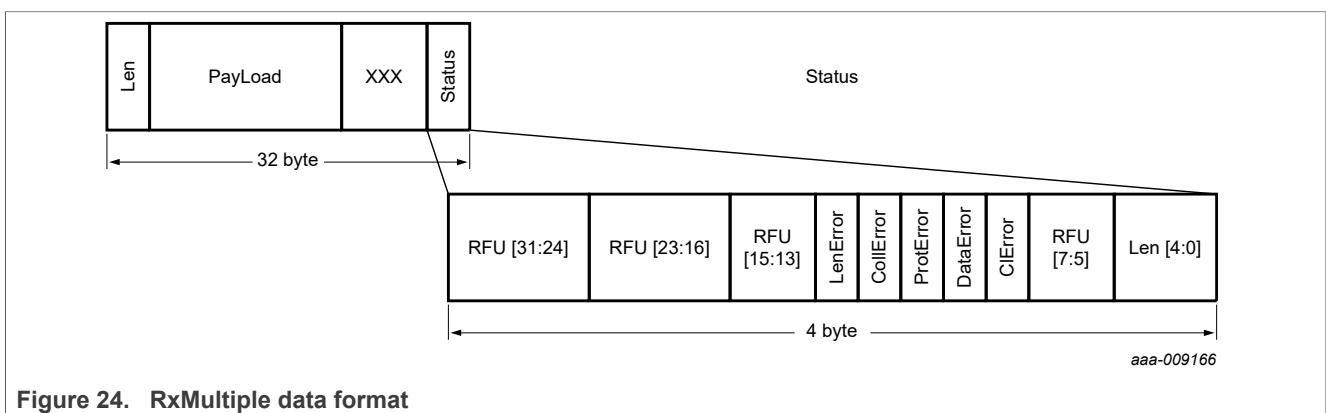 Len
PayLoad
XXX
Status
Status
32 byte
RFU [31:24]
RFU [23:16]
RFU
[15:13]
LenError
CollError
ProtError
DataError
ClError
RFU
[7:5]
Len [4:0]
4 byte
aaa-009166
Figure 24. RxMultiple data format